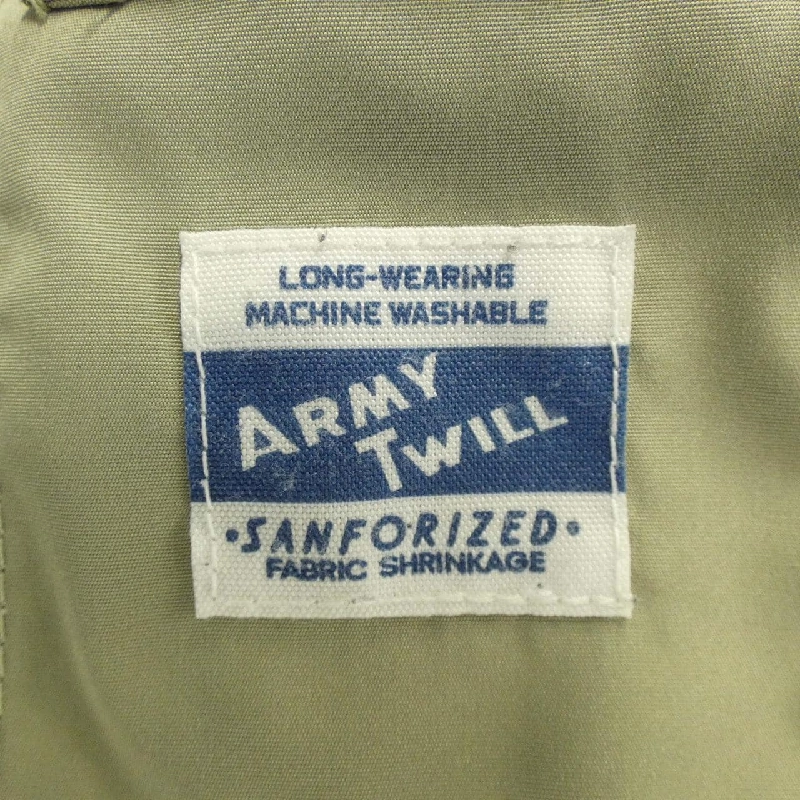 LONG-WEARING
MACHINE WASHABLE
ARMY
TWILL
•SANFORIZED•
FABRIC SHRINKAGE